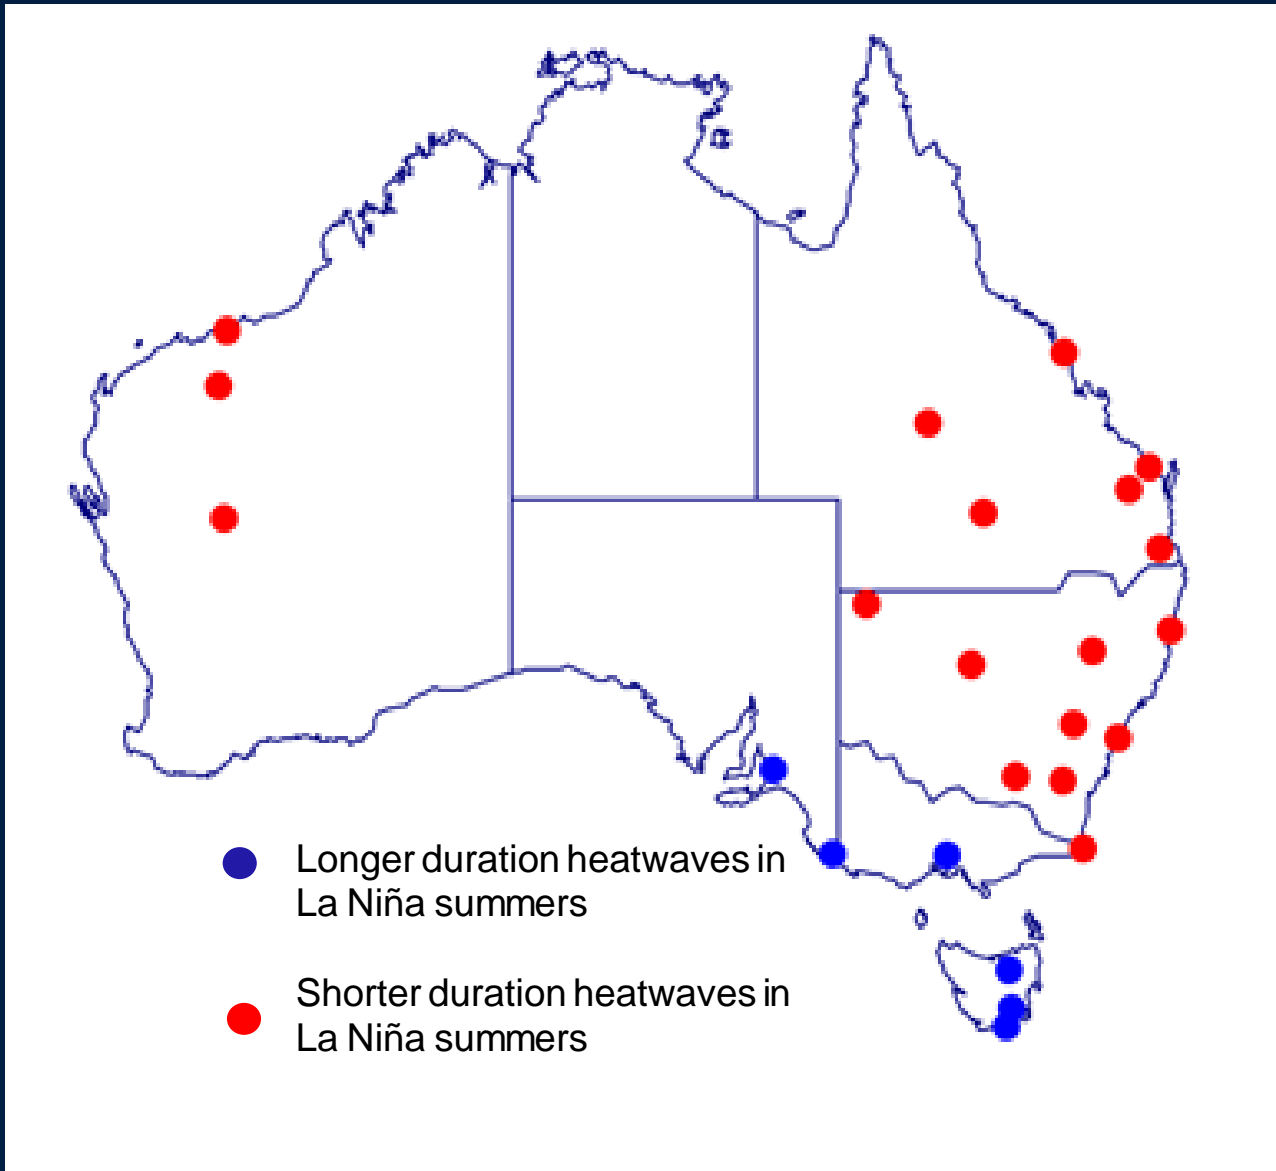 Longer duration heatwaves in
La Niña summers
Shorter duration heatwaves in
La Niña summers